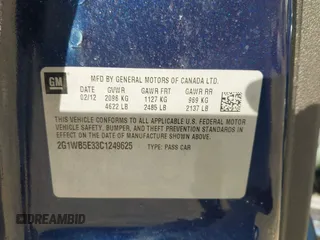 GM
MFD BY GENERAL MOTORS OF CANADA LTD.
DATE GVWR GAWR FRT GAWR RR
02/12 2096 KG 1127 KG 969 KG
4622 LB 2485 LB 2137 LB
THIS VEHICLE CONFORMS TO ALL APPLICABLE U.S. FEDERAL MOTOR
VEHICLE SAFETY, BUMPER, AND THEFT PREVENTION STANDARDS IN
EFFECT ON THE DATE OF MANUFACTURE SHOWN ABOVE.
2G1WB5E33C1249625 TYPE: PASS CAR
DREAMBID